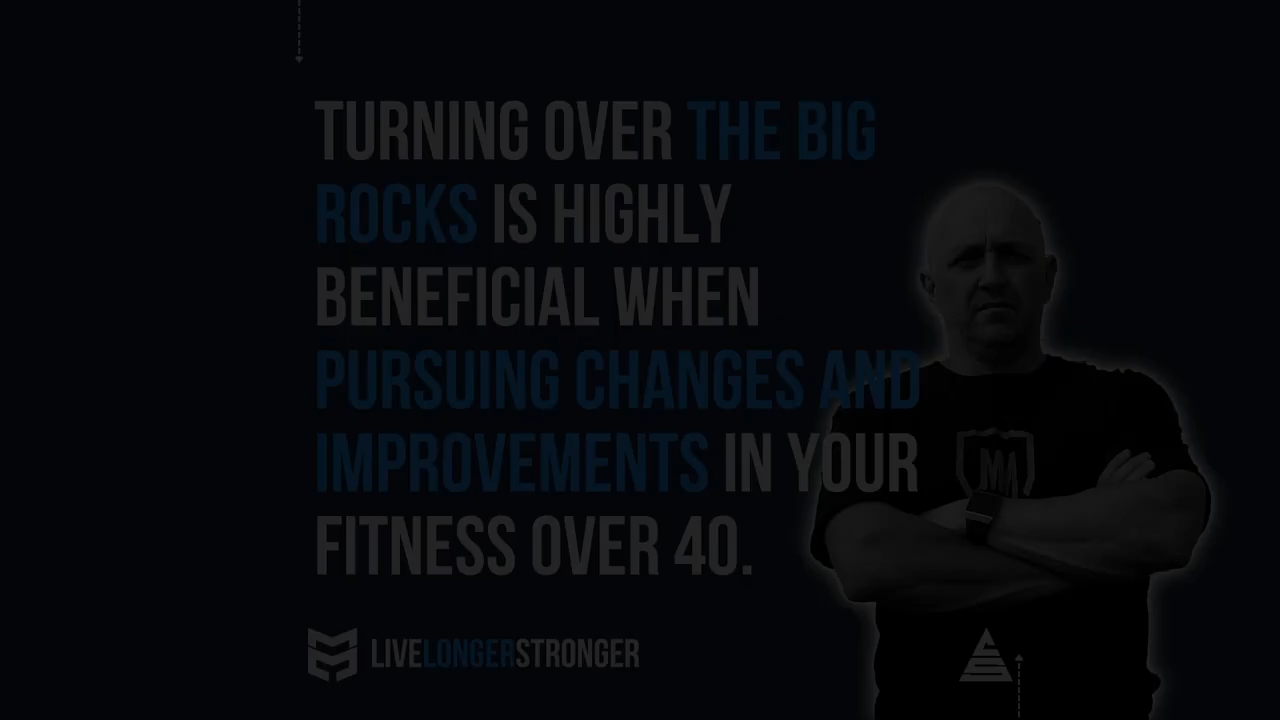 TURNING OVER THE BIG
ROCKS IS HIGHLY
BENEFICIAL WHEN
PURSUING CHANGES AND
IMPROVEMENTS IN YOUR
FITNESS OVER 40.
LIVELONGERSTRONGER